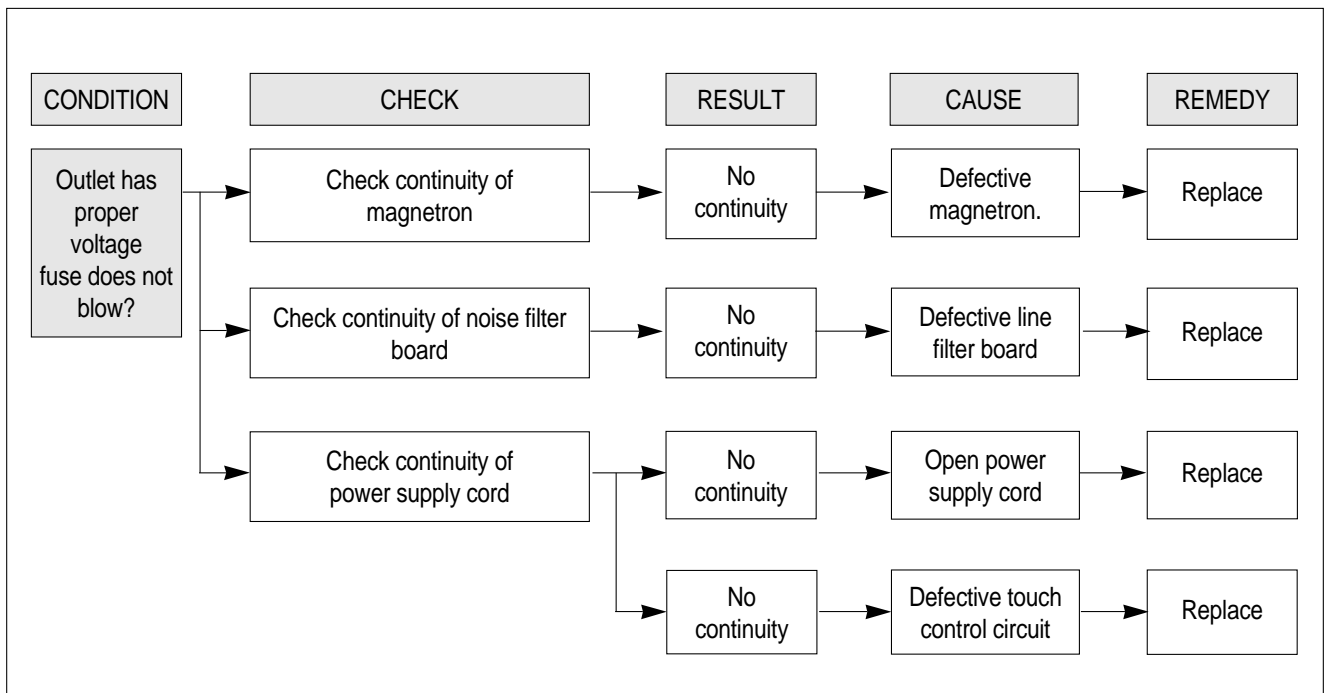 CONDITION
CHECK
RESULT
CAUSE
REMEDY
Outlet has
proper
voltage
fuse does not
blow?
Check continuity of
magnetron
No
continuity
Defective
magnetron.
Replace
Check continuity of noise filter
board
No
continuity
Defective line
filter board
Replace
Check continuity of
power supply cord
No
continuity
Open power
supply cord
Replace
No
continuity
Defective touch
control circuit
Replace